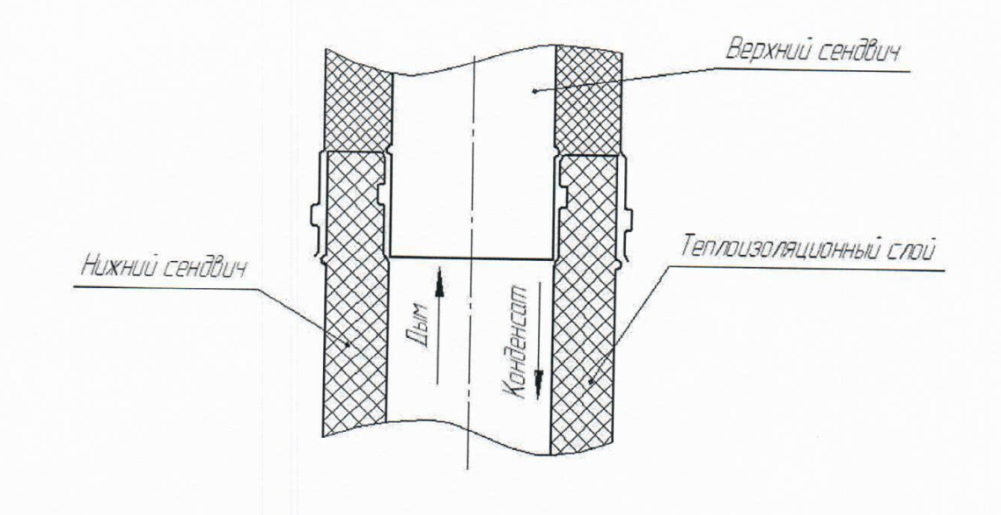 Верхний сендвич
Нижний сендвич
Теплоизоляционный слой
Дым
Конденсат